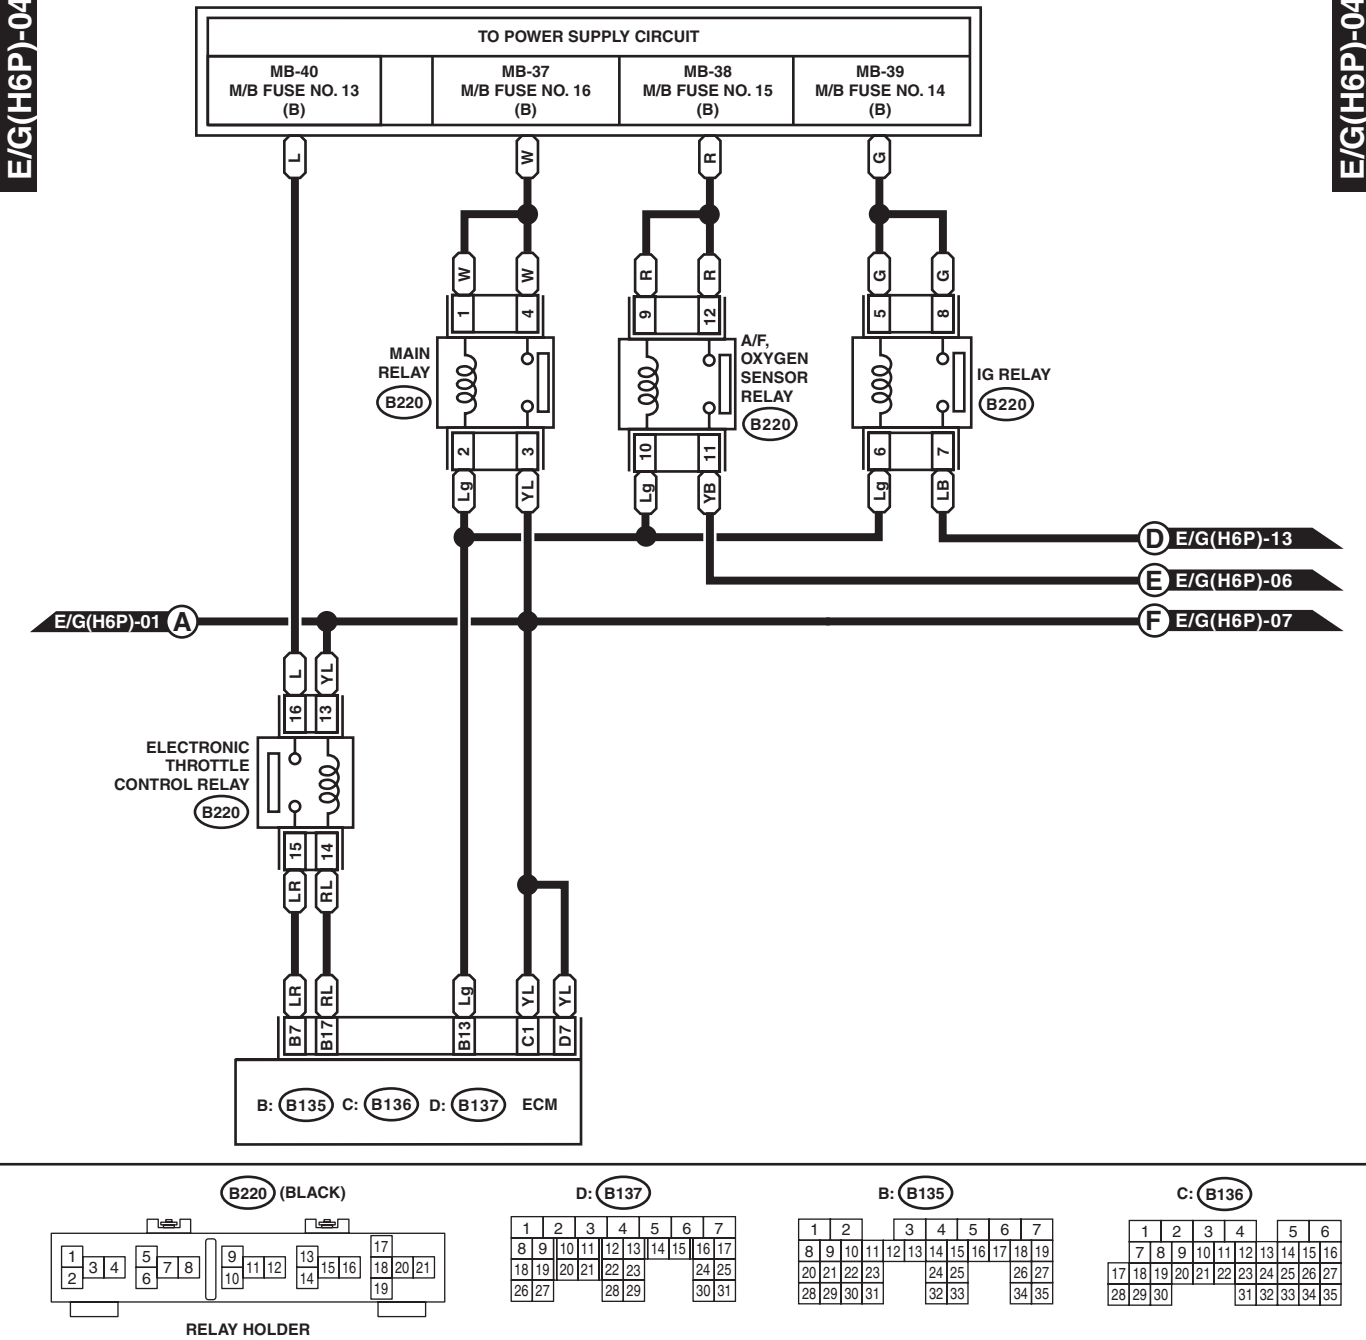 E/G(H6P)-04
E/G(H6P)-04
TO POWER SUPPLY CIRCUIT
MB-40
M/B FUSE NO. 13
(B)
MB-37
M/B FUSE NO. 16
(B)
MB-38
M/B FUSE NO. 15
(B)
MB-39
M/B FUSE NO. 14
(B)
L W R G
W W R R G G
1 4 9 12 5 8
MAIN
RELAY
B220
A/F,
OXYGEN
SENSOR
RELAY
B220
IG RELAY
B220
2 3 10 11 6 7
Lg YL Lg YB Lg LB
D E/G(H6P)-13
E E/G(H6P)-06
E/G(H6P)-01 A
F E/G(H6P)-07
L YL
16 13
ELECTRONIC
THROTTLE
CONTROL RELAY
B220
15 14
LR RL
LR RL Lg YL YL
B7 B17 B13 C1 D7
B: B135 C: B136 D: B137 ECM
B220 (BLACK)
1 2 3 4 5 6 7 8 9 10 11 12 13 14 15 16 17 18 19 20 21
RELAY HOLDER
D: B137
1 2 3 4 5 6 7
8 9 10 11 12 13 14 15 16 17
18 19 20 21 22 23 24 25
26 27 28 29 30 31
B: B135
1 2 3 4 5 6 7
8 9 10 11 12 13 14 15 16 17 18 19
20 21 22 23 24 25 26 27
28 29 30 31 32 33 34 35
C: B136
1 2 3 4 5 6
7 8 9 10 11 12 13 14 15 16
17 18 19 20 21 22 23 24 25 26 27
28 29 30 31 32 33 34 35